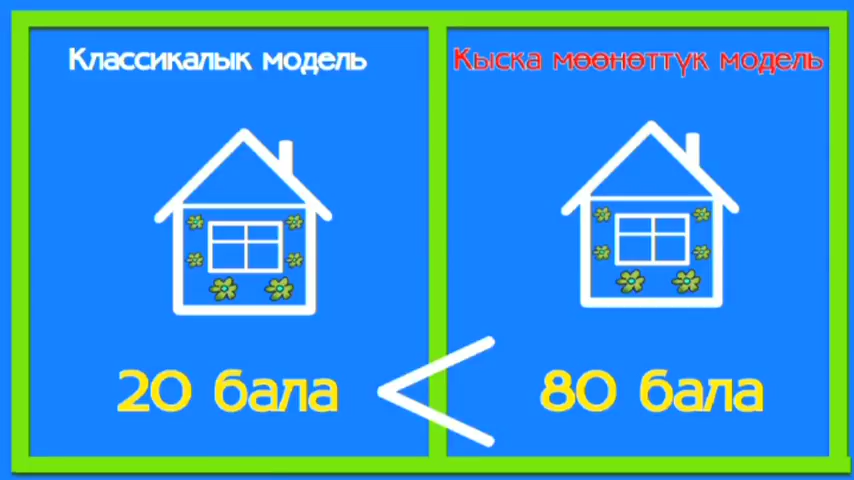 Классикалык модель
Кыска мөөнөттүк модель
20 бала < 80 бала